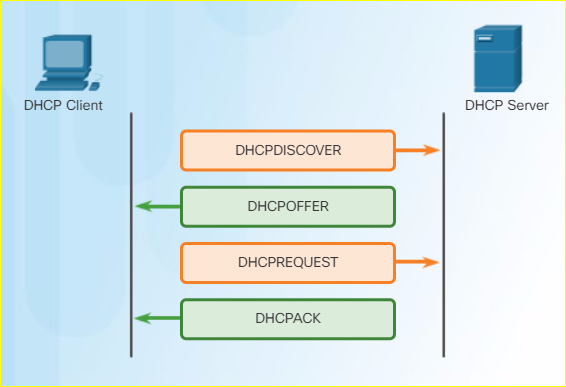 DHCP Client
DHCP Server
DHCPDISCOVER
DHCPOFFER
DHCPREQUEST
DHCPACK